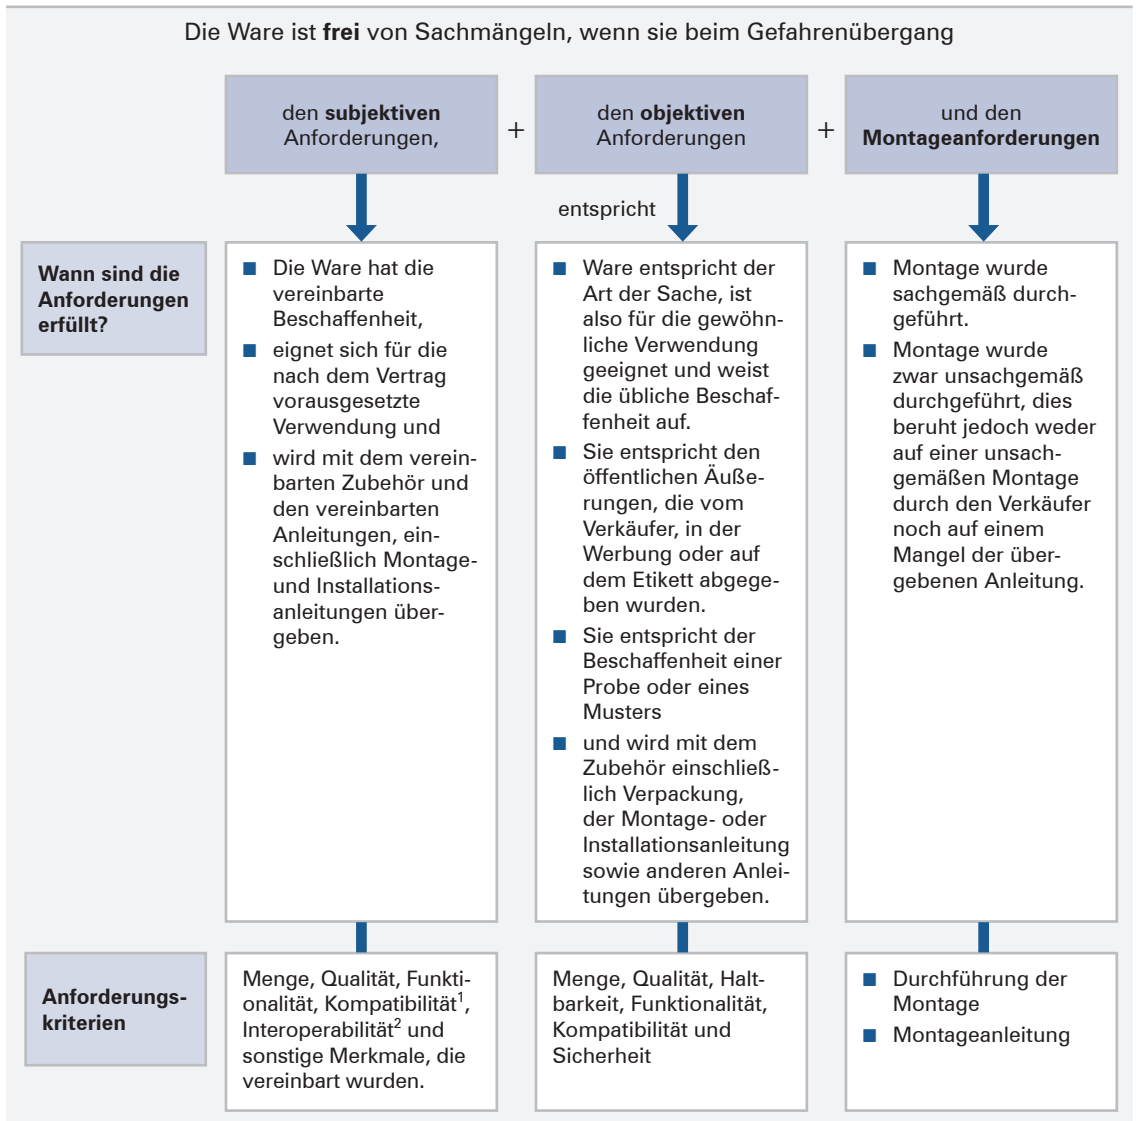 Die Ware ist frei von Sachmängeln, wenn sie beim Gefahrenübergang
den subjektiven
Anforderungen,
+
den objektiven
Anforderungen
+
und den
Montageanforderungen
entspricht
Wann sind die
Anforderungen
erfüllt?
■ Die Ware hat die
vereinbarte
Beschaffenheit,
■ eignet sich für die
nach dem Vertrag
vorausgesetzte
Verwendung und
■ wird mit dem verein-
barten Zubehör und
den vereinbarten
Anleitungen, ein-
schließlich Montage-
und Installations-
anleitungen über-
geben.
■ Ware entspricht der
Art der Sache, ist
also für die gewöhn-
liche Verwendung
geeignet und weist
die übliche Beschaf-
fenheit auf.
■ Sie entspricht den
öffentlichen Äuße-
rungen, die vom
Verkäufer, in der
Werbung oder auf
dem Etikett abgege-
ben wurden.
■ Sie entspricht der
Beschaffenheit einer
Probe oder eines
Musters
■ und wird mit dem
Zubehör einschließ-
lich Verpackung,
der Montage- oder
Installationsanleitung
sowie anderen Anlei-
tungen übergeben.
■ Montage wurde
sachgemäß durch-
geführt.
■ Montage wurde
zwar unsachgemäß
durchgeführt, dies
beruht jedoch weder
auf einer unsach-
gemäßen Montage
durch den Verkäufer
noch auf einem
Mangel der über-
gebenen Anleitung.
Anforderungs-
kriterien
Menge, Qualität, Funkti-
onalität, Kompatibilität¹,
Interoperabilität² und
sonstige Merkmale, die
vereinbart wurden.
Menge, Qualität, Halt-
barkeit, Funktionalität,
Kompatibilität und
Sicherheit
■ Durchführung der
Montage
■ Montageanleitung